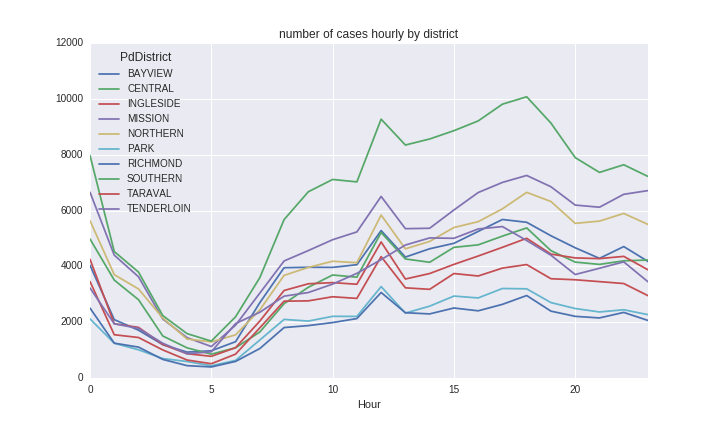 number of cases hourly by district
12000
10000
8000
6000
4000
2000
0
PdDistrict
BAYVIEW
CENTRAL
INGLESIDE
MISSION
NORTHERN
PARK
RICHMOND
SOUTHERN
TARAVAL
TENDERLOIN
0 5 10 15 20
Hour